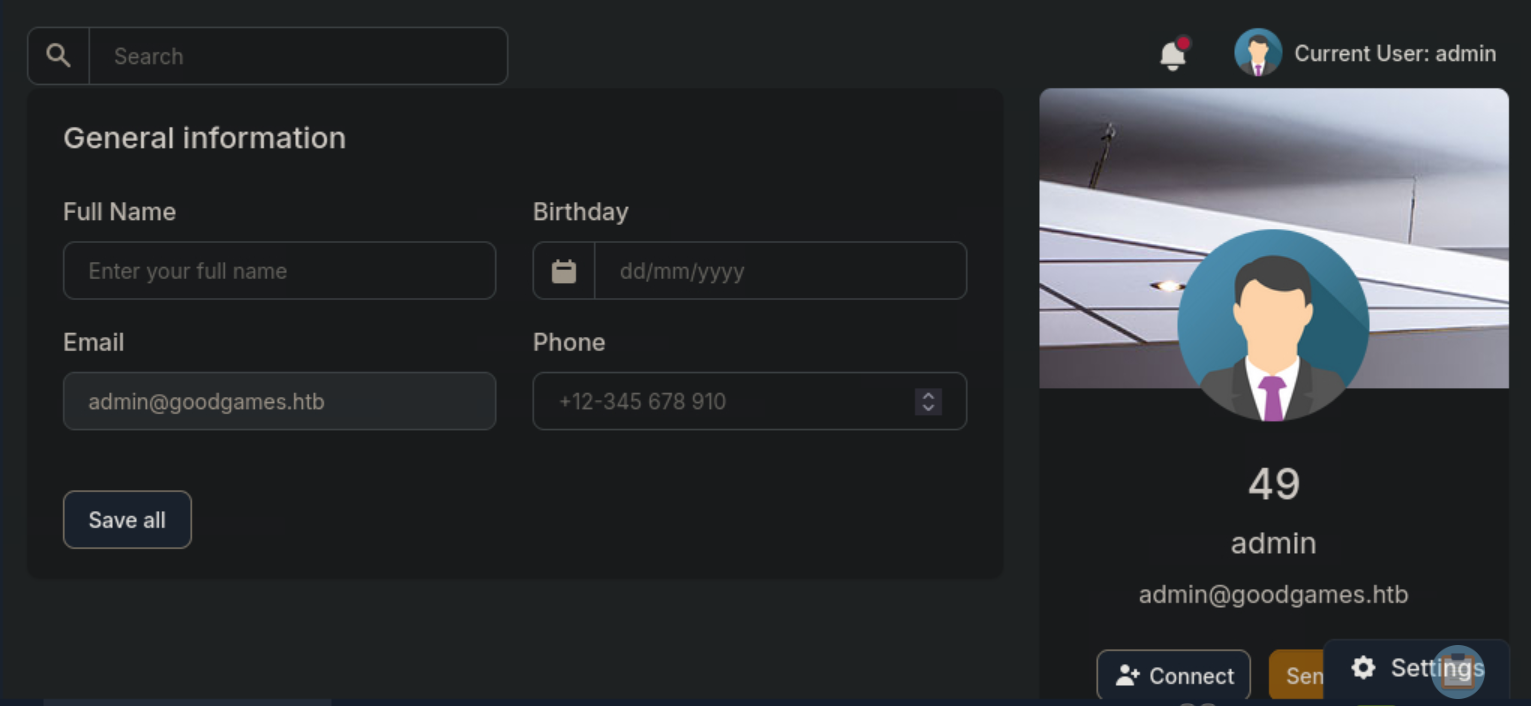 Search
Current User: admin
General information
Full Name
Birthday
Enter your full name
dd/mm/yyyy
Email
Phone
admin@goodgames.htb
+12-345 678 910
Save all
49
admin
admin@goodgames.htb
Connect
Sen
Settings